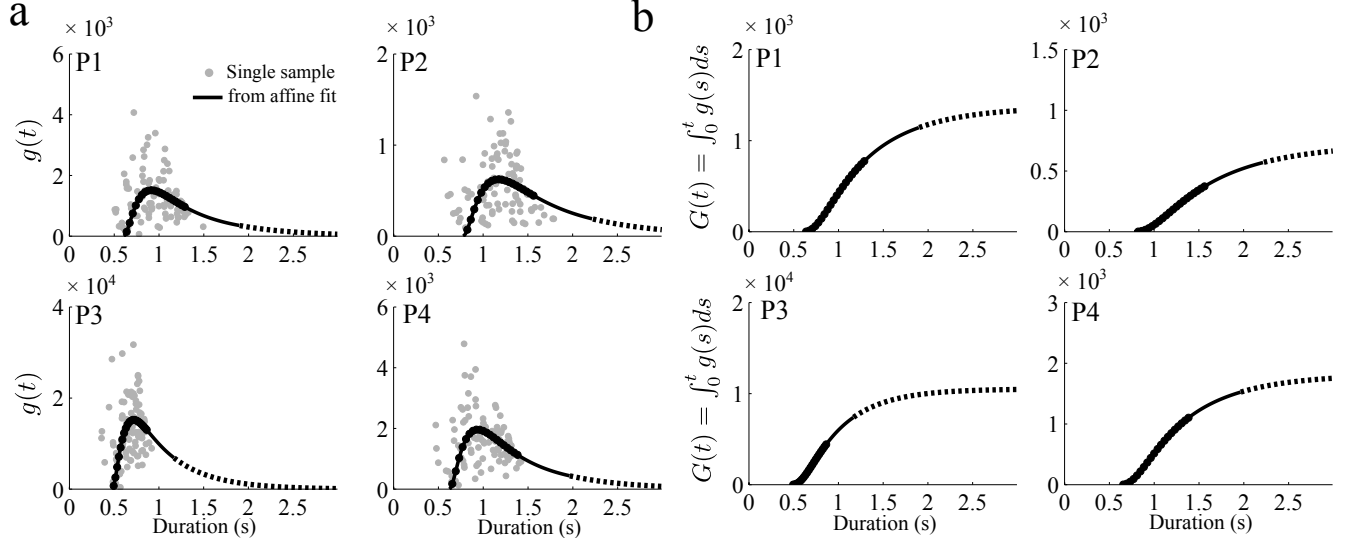 a
b
× 10³
P1
6
4
2
0
g(t)
Single sample
from affine fit
0 0.5 1 1.5 2 2.5
× 10³
P2
2
1
0
0 0.5 1 1.5 2 2.5
× 10⁴
P3
4
2
0
g(t)
0 0.5 1 1.5 2 2.5
Duration (s)
× 10³
P4
6
4
2
0
0 0.5 1 1.5 2 2.5
Duration (s)
× 10³
P1
2
1
0
G(t) = ∫₀ᵗ g(s)ds
0 0.5 1 1.5 2 2.5
Duration (s)
× 10³
P2
1.5
1
0.5
0
0 0.5 1 1.5 2 2.5
Duration (s)
× 10⁴
P3
2
1
0
G(t) = ∫₀ᵗ g(s)ds
0 0.5 1 1.5 2 2.5
Duration (s)
× 10³
P4
3
2
1
0
0 0.5 1 1.5 2 2.5
Duration (s)